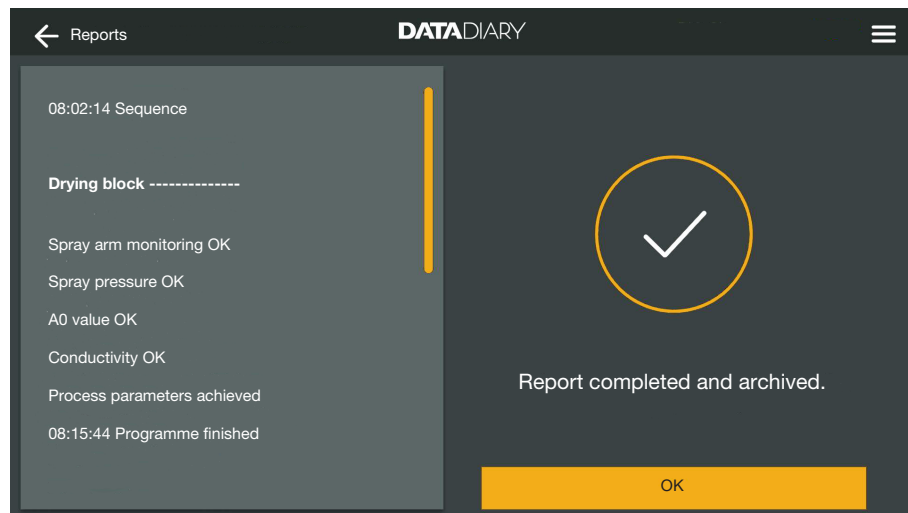 Reports
DATADIARY
08:02:14 Sequence
Drying block --------------
Spray arm monitoring OK
Spray pressure OK
A0 value OK
Conductivity OK
Process parameters achieved
08:15:44 Programme finished
Report completed and archived.
OK